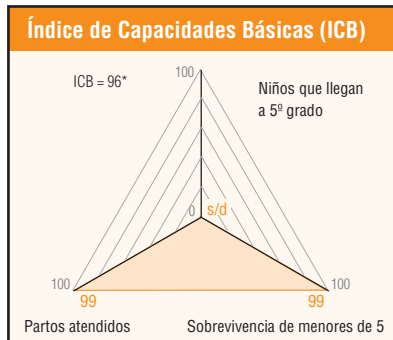 Índice de Capacidades Básicas (ICB)
ICB = 96*
100
Niños que llegan
a 5º grado
0
s/d
100
100
99
99
Partos atendidos
Sobrevivencia de menores de 5